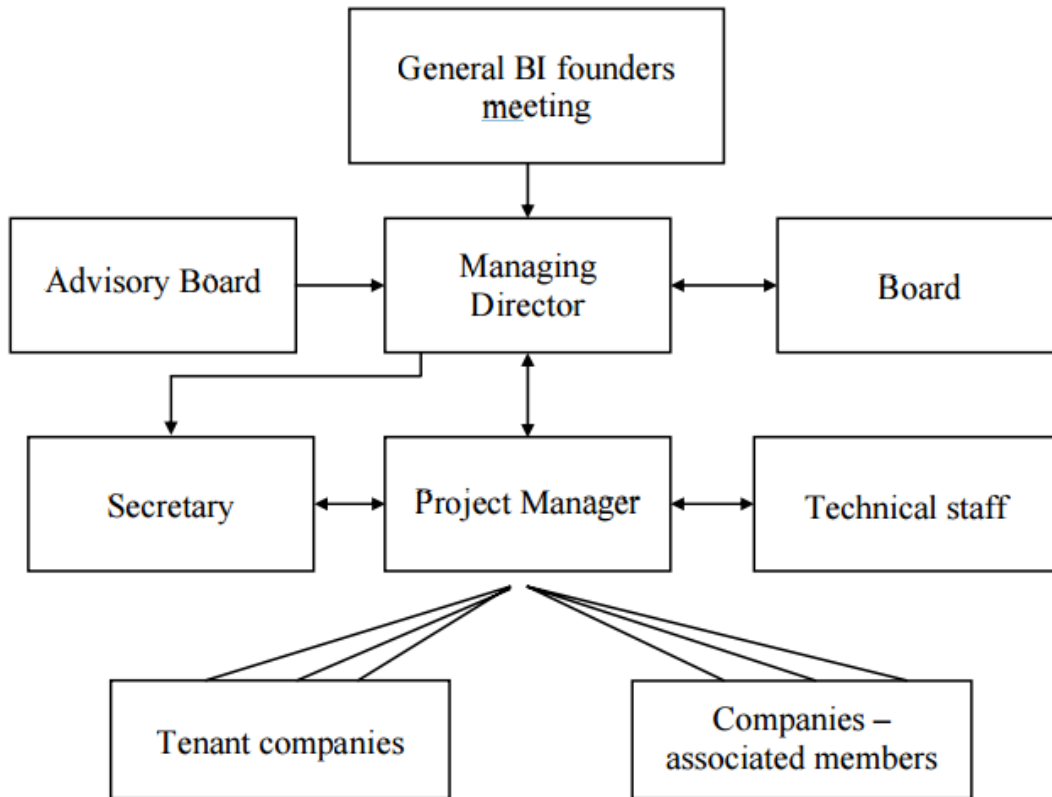 General BI founders
meeting
Advisory Board
Managing
Director
Board
Secretary
Project Manager
Technical staff
Tenant companies
Companies –
associated members